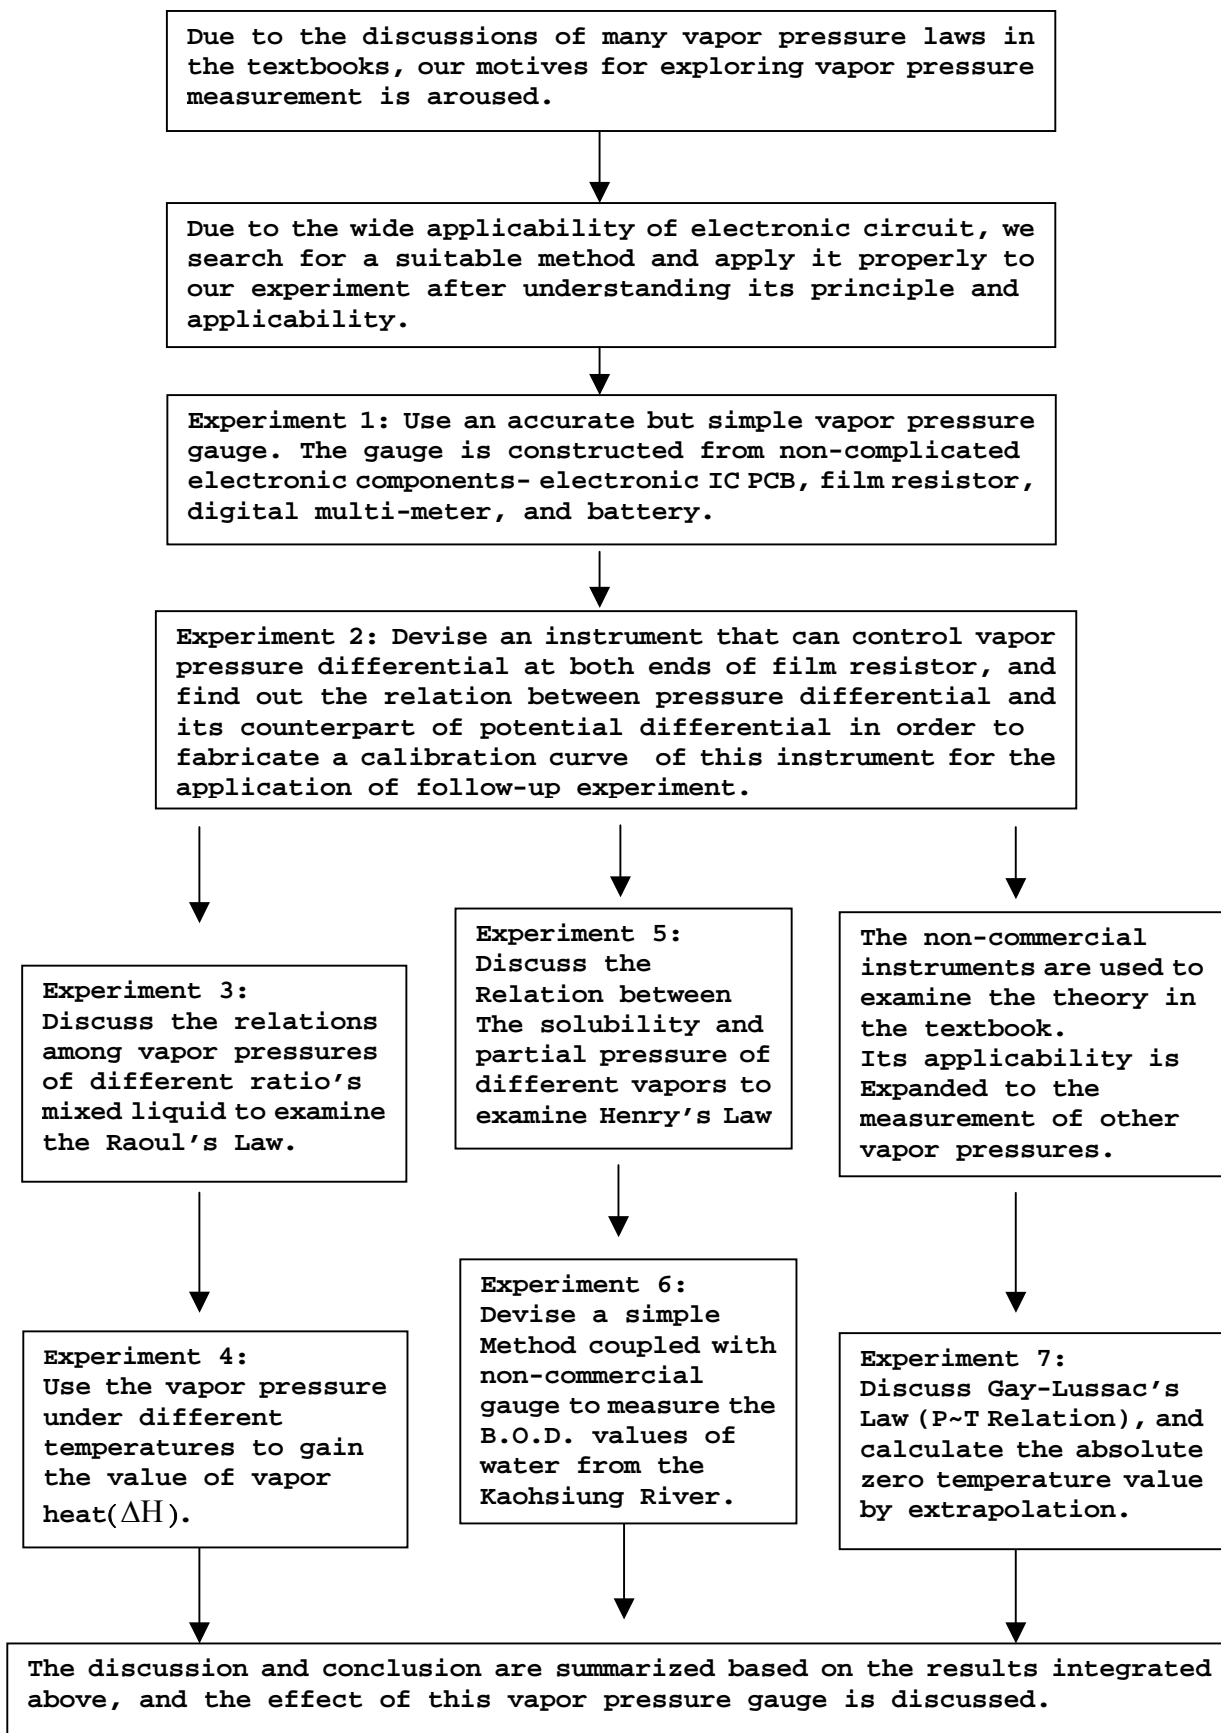 Due to the discussions of many vapor pressure laws in
the textbooks, our motives for exploring vapor pressure
measurement is aroused.
Due to the wide applicability of electronic circuit, we
search for a suitable method and apply it properly to
our experiment after understanding its principle and
applicability.
Experiment 1: Use an accurate but simple vapor pressure
gauge. The gauge is constructed from non-complicated
electronic components- electronic IC PCB, film resistor,
digital multi-meter, and battery.
Experiment 2: Devise an instrument that can control vapor
pressure differential at both ends of film resistor, and
find out the relation between pressure differential and
its counterpart of potential differential in order to
fabricate a calibration curve of this instrument for the
application of follow-up experiment.
Experiment 3:
Discuss the relations
among vapor pressures
of different ratio's
mixed liquid to examine
the Raoul's Law.
Experiment 4:
Use the vapor pressure
under different
temperatures to gain
the value of vapor
heat(ΔH).
Experiment 5:
Discuss the
Relation between
The solubility and
partial pressure of
different vapors to
examine Henry's Law
Experiment 6:
Devise a simple
Method coupled with
non-commercial
gauge to measure the
B.O.D. values of
water from the
Kaohsiung River.
The non-commercial
instruments are used to
examine the theory in
the textbook.
Its applicability is
Expanded to the
measurement of other
vapor pressures.
Experiment 7:
Discuss Gay-Lussac's
Law (P~T Relation), and
calculate the absolute
zero temperature value
by extrapolation.
The discussion and conclusion are summarized based on the results integrated
above, and the effect of this vapor pressure gauge is discussed.